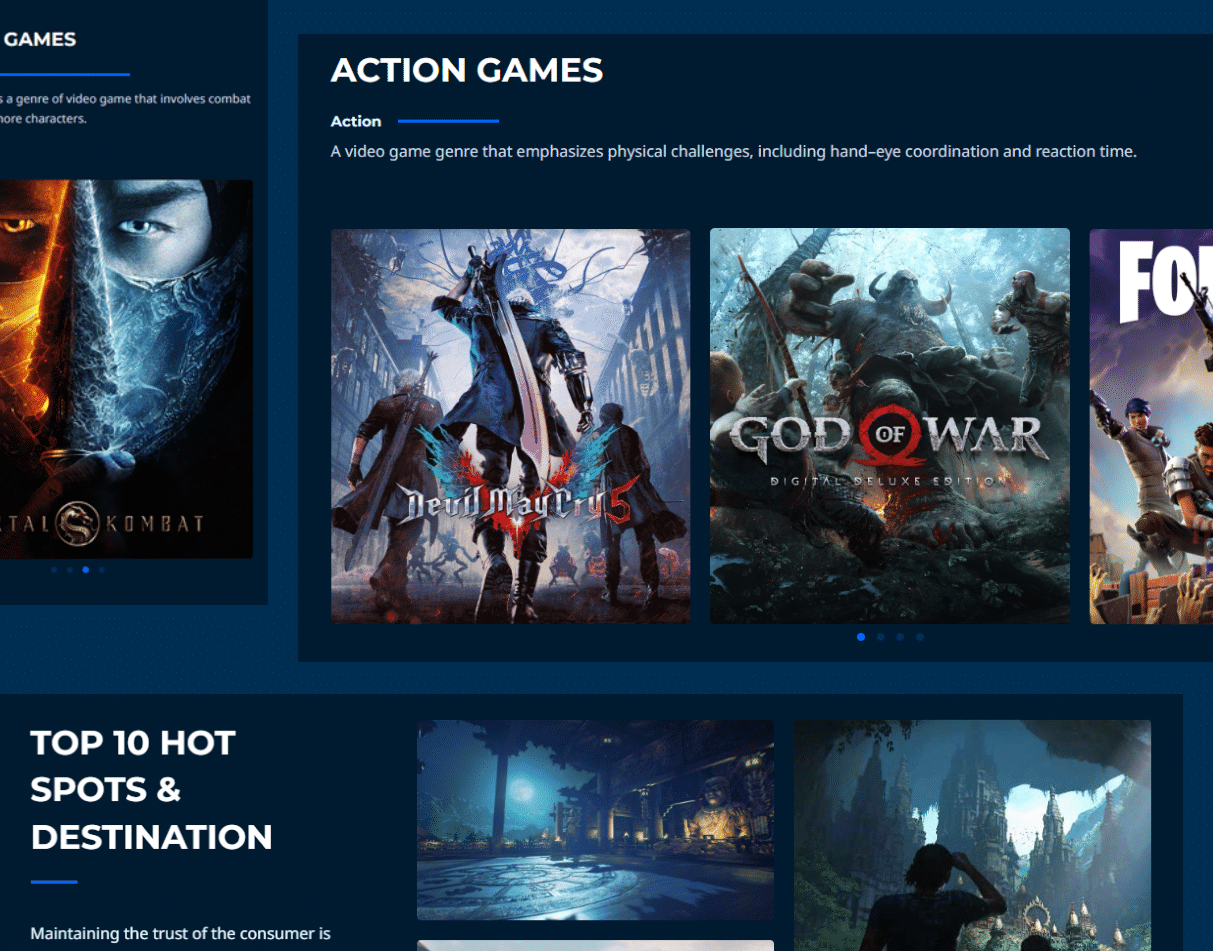 GAMES
s a genre of video game that involves combat
more characters.
TAL KOMBAT
ACTION GAMES
Action
A video game genre that emphasizes physical challenges, including hand–eye coordination and reaction time.
Devil May Cry 5
GOD OF WAR
DIGITAL DELUXE EDITION
FO
TOP 10 HOT
SPOTS &
DESTINATION
Maintaining the trust of the consumer is